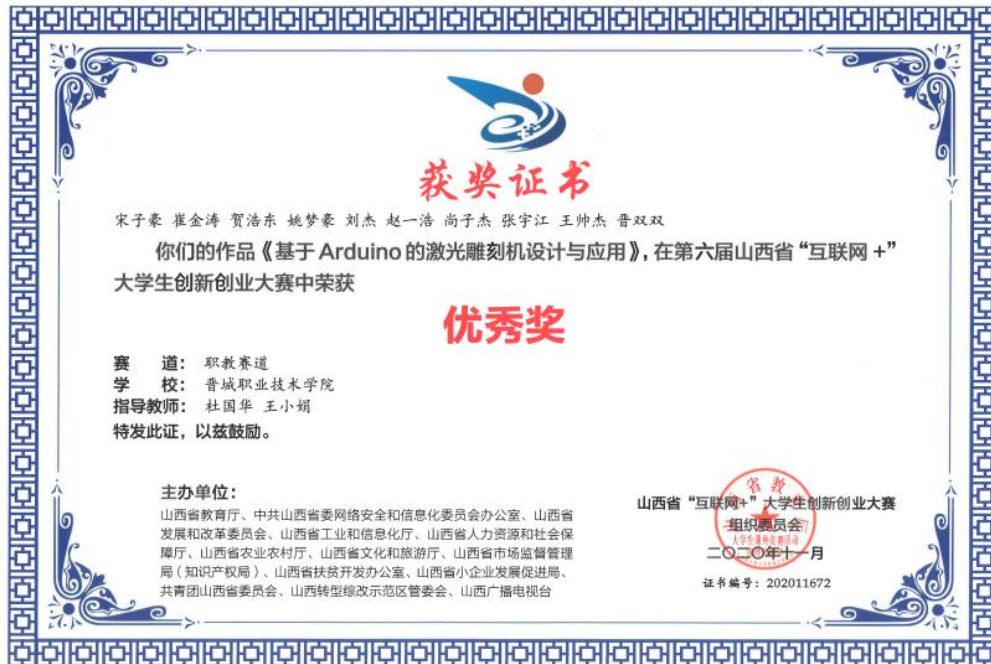 获奖证书
宋子豪 崔金涛 贺浩东 姚梦豪 刘杰 赵一浩 尚子杰 张宇江 王帅杰 晋双双
你们的作品《基于 Arduino 的激光雕刻机设计与应用》，在第六届山西省“互联网 +”
大学生创新创业大赛中荣获
优秀奖
赛 道： 职教赛道
学 校： 晋城职业技术学院
指导教师： 杜国华 王小娟
特发此证，以兹鼓励。
主办单位：
山西省教育厅、中共山西省委网络安全和信息化委员会办公室、山西省
发展和改革委员会、山西省工业和信息化厅、山西省人力资源和社会保
障厅、山西省农业农村厅、山西省文化和旅游厅、山西省市场监督管理
局（知识产权局）、山西省扶贫开发办公室、山西省小企业发展促进局、
共青团山西省委员会、山西转型综改示范区管委会、山西广播电视台
山西省“互联网+”大学生创新创业大赛
组织委员会
大学生课外竞赛活动
二〇二〇年十一月
证书编号：202011672